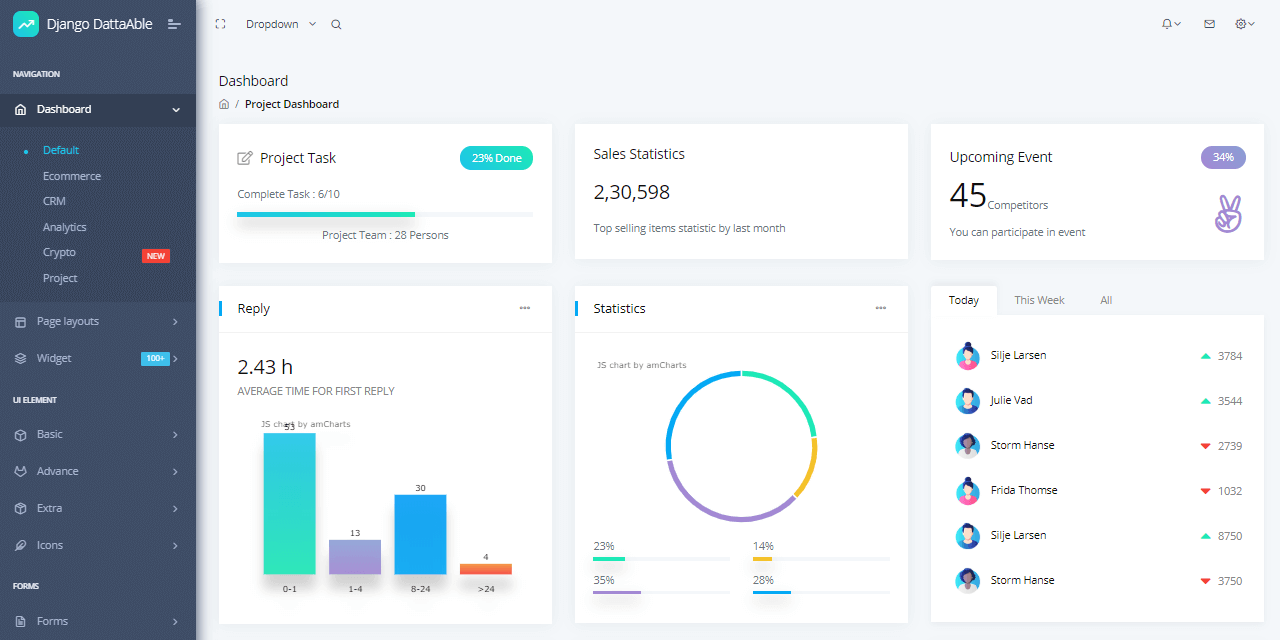 Django DattaAble
NAVIGATION
Dashboard
Default
Ecommerce
CRM
Analytics
Crypto
NEW
Project
Page layouts
Widget
100+
UI ELEMENT
Basic
Advance
Extra
Icons
FORMS
Forms
Dropdown
Dashboard
/ Project Dashboard
Project Task
23% Done
Complete Task : 6/10
Project Team : 28 Persons
Sales Statistics
2,30,598
Top selling items statistic by last month
Upcoming Event
34%
45 Competitors
You can participate in event
Reply
2.43 h
AVERAGE TIME FOR FIRST REPLY
JS chart by amCharts
53
13
30
4
0-1
1-4
8-24
>24
Statistics
JS chart by amCharts
23%
14%
35%
28%
Today
This Week
All
Silje Larsen
3784
Julie Vad
3544
Storm Hanse
2739
Frida Thomse
1032
Silje Larsen
8750
Storm Hanse
3750